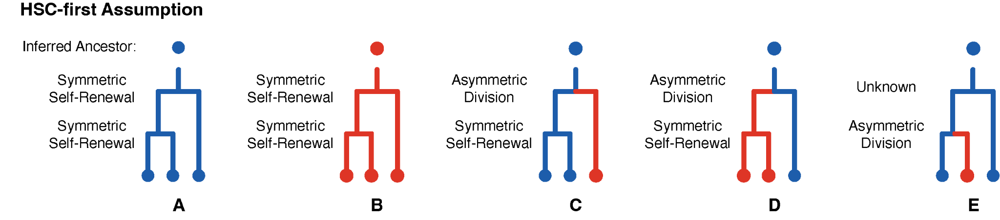 HSC-first Assumption
Inferred Ancestor:
Symmetric
Self-Renewal
Symmetric
Self-Renewal
A
Symmetric
Self-Renewal
Symmetric
Self-Renewal
B
Asymmetric
Division
Symmetric
Self-Renewal
C
Asymmetric
Division
Symmetric
Self-Renewal
D
Unknown
Asymmetric
Division
E